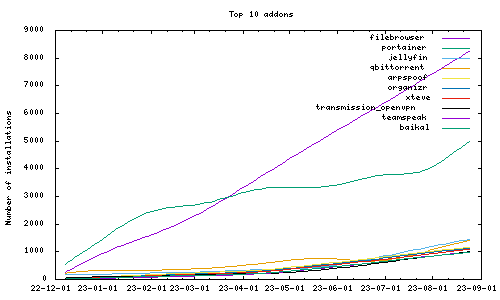 Top 10 addons
9000
8000
7000
6000
5000
4000
3000
2000
1000
0
Number of installations
filebrowser
portainer
jellyfin
qbittorrent
arpspoof
organizr
xteve
transmission_openvpn
teamspeak
baikal
22-12-01 23-01-01 23-02-01 23-03-01 23-04-01 23-05-01 23-06-01 23-07-01 23-08-01 23-09-01